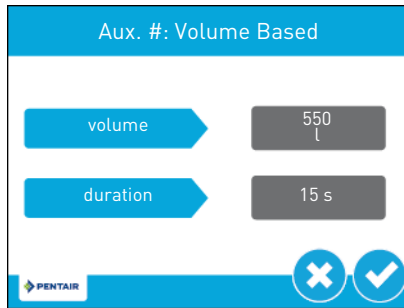 Aux. #: Volume Based
volume
550
l
duration
15 s
PENTAIR